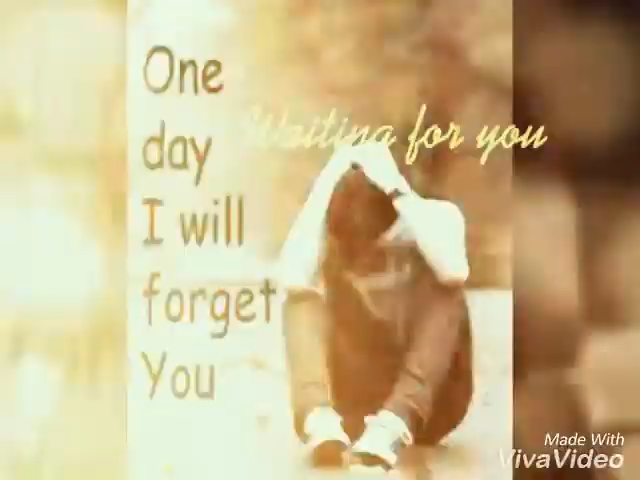 One
day
I will
forget
You
Waiting for you
Made With
VivaVideo